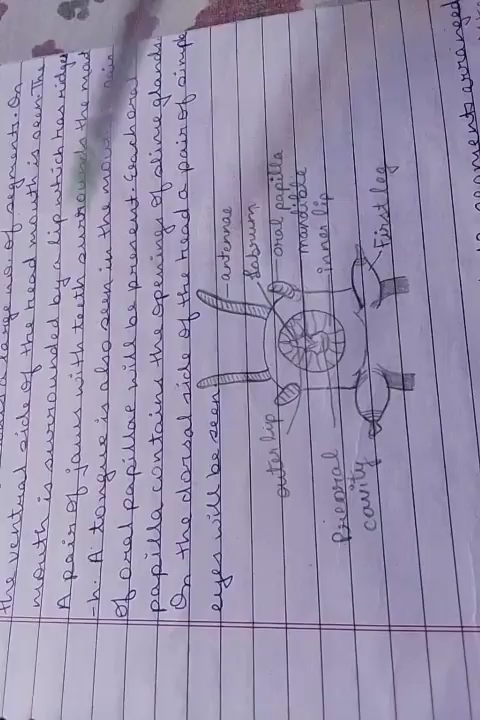 large no of segments. On
the ventral side of the head mouth is seen. The
mouth is surrounded by a lip which has ridge
A pair of jaws with teeth surrounds the mou
-h. A tongue is also seen in the mou
of oral papillae will be present. Each oral
papilla contains the openings of slime glands
On the dorsal side of the head a pair of simple
eyes will be seen
antennae
Labrum
oral papilla
mandible
inner lip
First leg
outer lip
Preoral
cavity
segments arranged